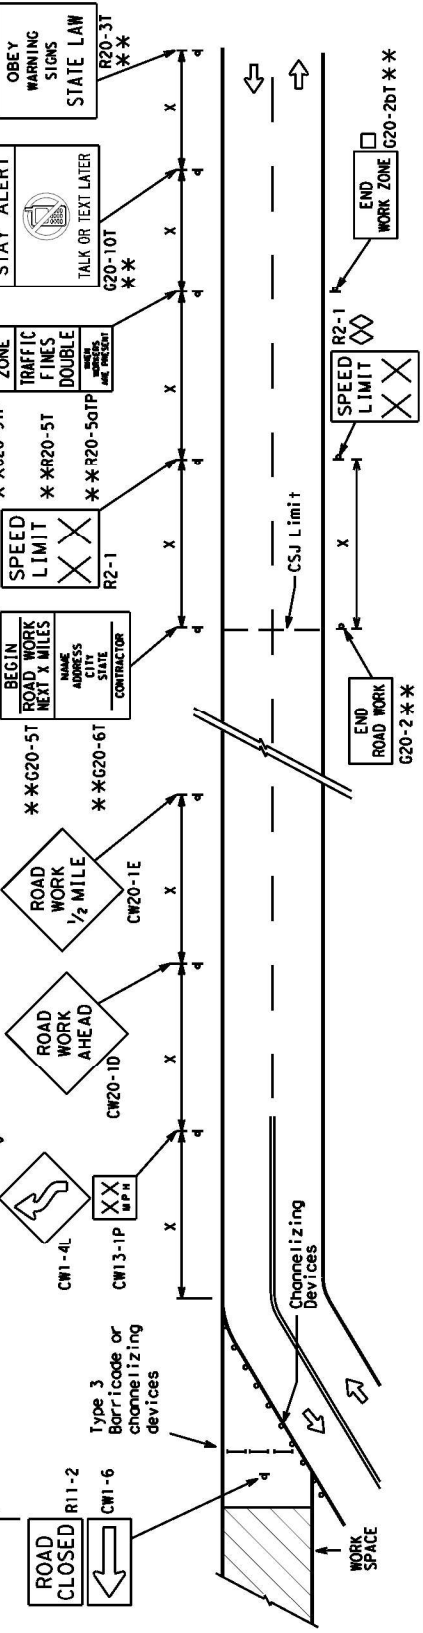 OBEY
WARNING
SIGNS
STATE LAW
R20-3T
* *
STAY ALERT
TALK OR TEXT LATER
G20-10T
* *
ZONE
TRAFFIC
FINES
DOUBLE
WHEN
WORKERS
ARE PRESENT
* *R20-5T
* *R20-5aTP
SPEED
LIMIT
XX
R2-1
BEGIN
ROAD WORK
NEXT X MILES
NAME
ADDRESS
CITY
STATE
CONTRACTOR
* *G20-5T
* *G20-6T
ROAD
WORK
1/2 MILE
CW20-1E
ROAD
WORK
AHEAD
CW20-1D
CW1-4L
XX
MPH
CW13-1P
Type 3
Barricade or
channelizing
devices
ROAD
CLOSED
R11-2
CW1-6
X
X
X
X
X
X
X
CSJ Limit
Channelizing
Devices
WORK
SPACE
END
ROAD WORK
G20-2 * *
X
SPEED
LIMIT
XX
R2-1
END
WORK ZONE
G20-2bT * *